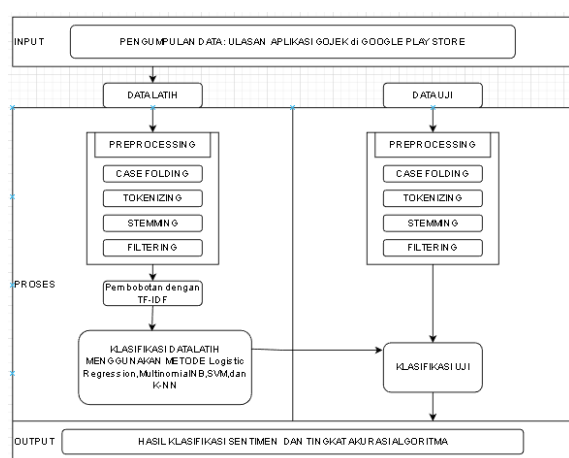 INPUT
PENGUMPULAN DATA: ULASAN APLIKASI GOJEK di GOOGLE PLAY STORE
DATA LATIH
DATA UJI
PROSES
PREPROCESSING
CASE FOLDING
TOKENIZING
STEMMING
FILTERING
Pembobotan dengan
TF-IDF
KLASIFIKASI DATA LATIH
MENGGUNAKAN METODE Logistic
Regression,MultinomialNB,SVM,dan
K-NN
PREPROCESSING
CASE FOLDING
TOKENIZING
STEMMING
FILTERING
KLASIFIKASI UJI
OUTPUT
HASIL KLASIFIKASI SENTIMEN DAN TINGKAT AKURASI ALGORITMA